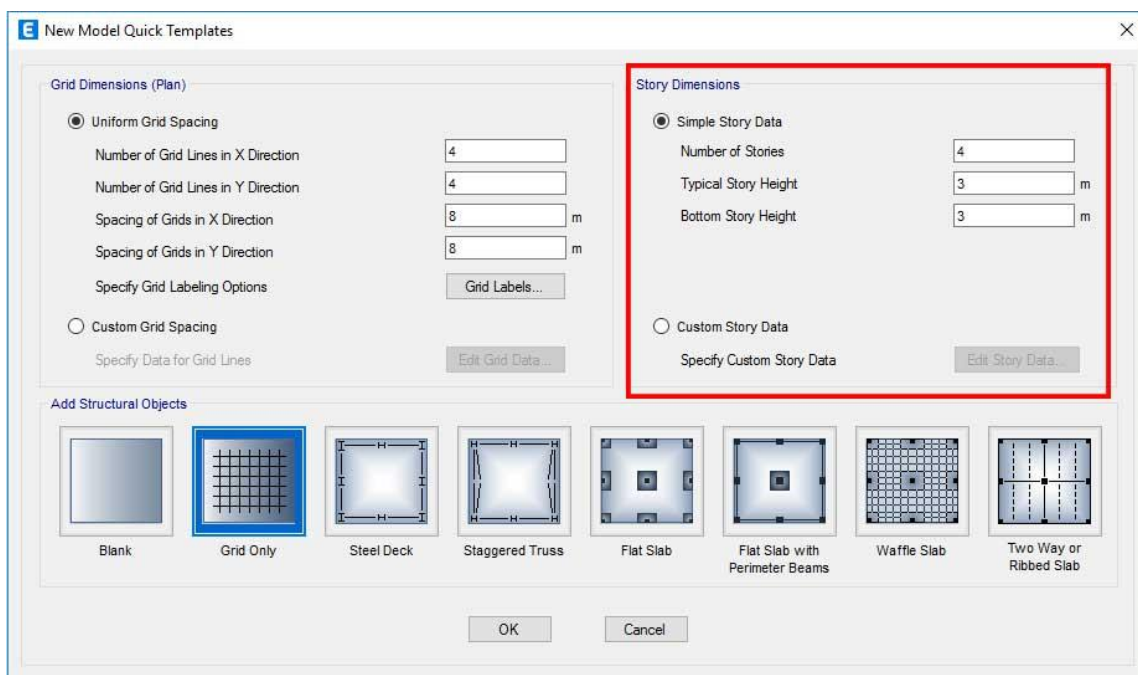 E New Model Quick Templates
Grid Dimensions (Plan)
Uniform Grid Spacing
Number of Grid Lines in X Direction 4
Number of Grid Lines in Y Direction 4
Spacing of Grids in X Direction 8 m
Spacing of Grids in Y Direction 8 m
Specify Grid Labeling Options Grid Labels...
Custom Grid Spacing
Specify Data for Grid Lines Edit Grid Data...
Story Dimensions
Simple Story Data
Number of Stories 4
Typical Story Height 3 m
Bottom Story Height 3 m
Custom Story Data
Specify Custom Story Data Edit Story Data...
Add Structural Objects
Blank
Grid Only
Steel Deck
Staggered Truss
Flat Slab
Flat Slab with
Perimeter Beams
Waffle Slab
Two Way or
Ribbed Slab
OK Cancel